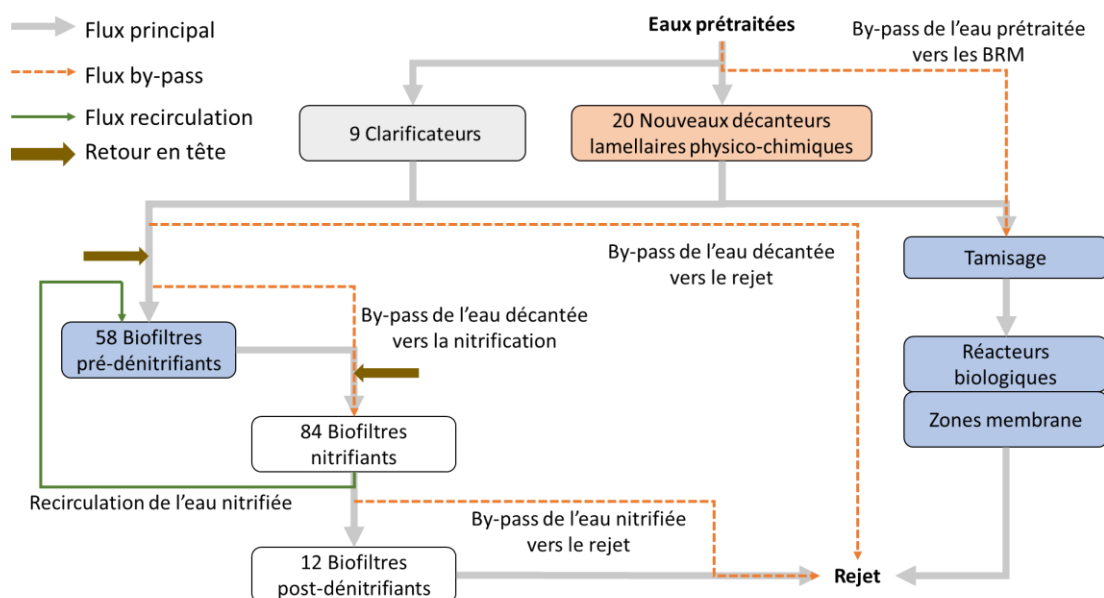 Flux principal
Flux by-pass
Flux recirculation
Retour en tête
Eaux prétraitées
By-pass de l’eau prétraitée
vers les BRM
9 Clarificateurs
20 Nouveaux décanteurs
lamellaires physico-chimiques
By-pass de l’eau décantée
vers le rejet
Tamisage
By-pass de l’eau décantée
vers la nitrification
58 Biofiltres
pré-dénitrifiants
Réacteurs
biologiques
Zones membrane
84 Biofiltres
nitrifiants
Recirculation de l’eau nitrifiée
By-pass de l’eau nitrifiée
vers le rejet
12 Biofiltres
post-dénitrifiants
Rejet